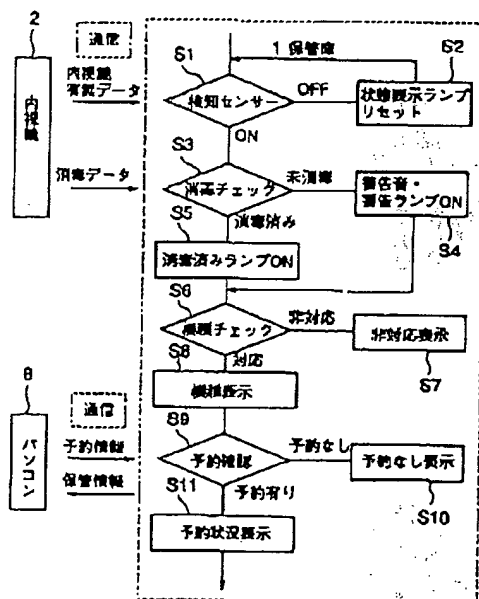 2
通信
内視鏡
内視鏡
有無データ
消毒データ
1 保管庫
S1
検知センサー
OFF
S2
状態表示ランプ
リセット
ON
S3
消毒チェック
未消毒
警告音・
警告ランプON
S4
消毒済み
S5
消毒済みランプON
S6
機種チェック
非対応
非対応表示
S7
対応
S8
機種表示
8
通信
パソコン
予約情報
保管情報
S9
予約確認
予約なし
予約なし表示
S10
予約有り
S11
予約状況表示